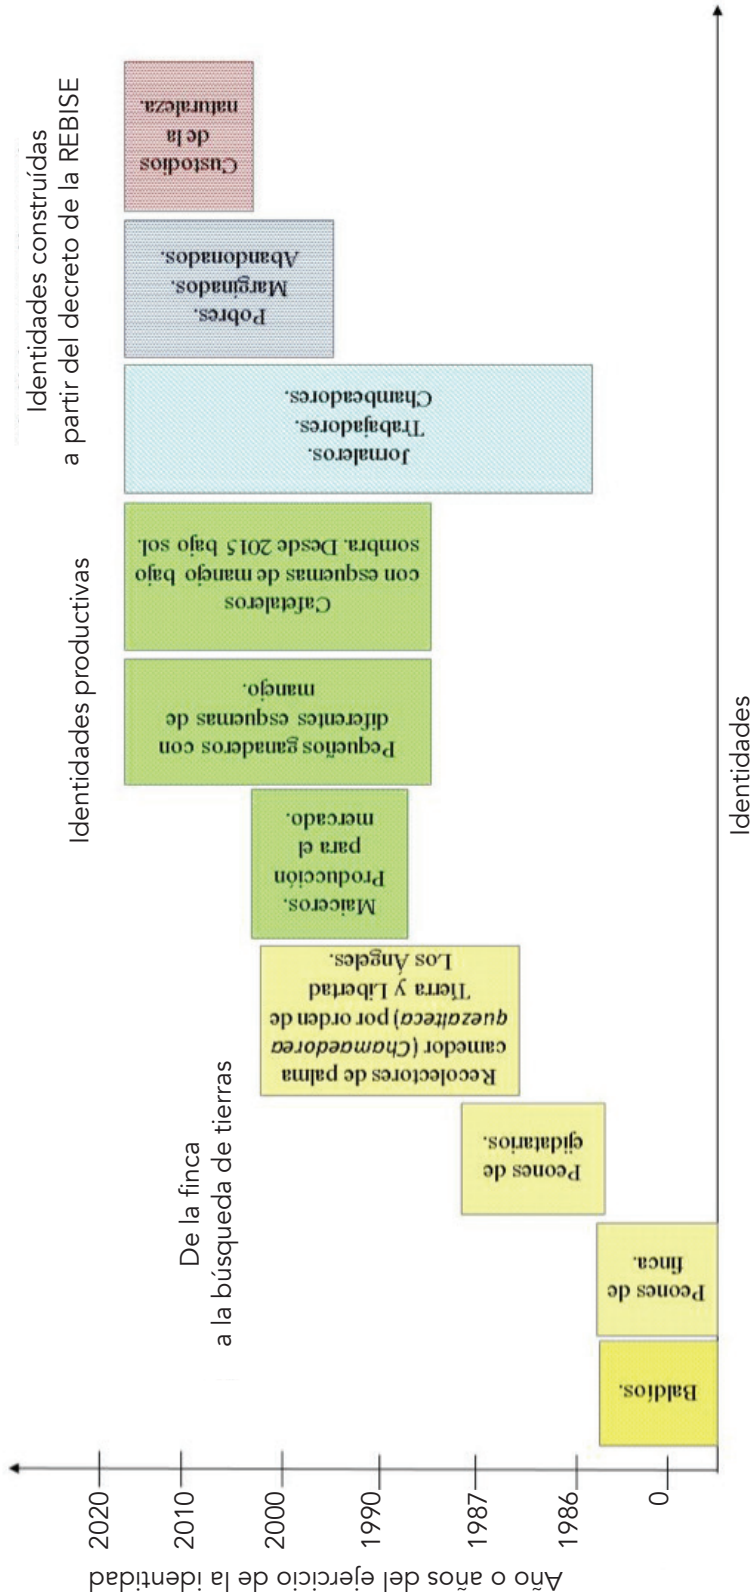 Identidades construídas
a partir del decreto de la REBISE
Identidades productivas
De la finca
a la búsqueda de tierras
Custodios
de la
naturaleza.
Pobres.
Marginados.
Abandonados.
Jornaleros.
Trabajadores.
Chambeadores.
Cafetaleros
con esquemas de manejo bajo
sombra. Desde 2015 bajo sol.
Pequeños ganaderos con
diferentes esquemas de
manejo.
Maiceros.
Producción
para el
mercado.
Recolectores de palma
camedor (Chamaedorea
quezalteca) por orden de
Tierra y Libertad
Los Ángeles.
Peones de
ejidatarios.
Peones de
finca.
Baldíos.
2020
2010
2000
1990
1987
1986
0
Año o años del ejercicio de la identidad
Identidades